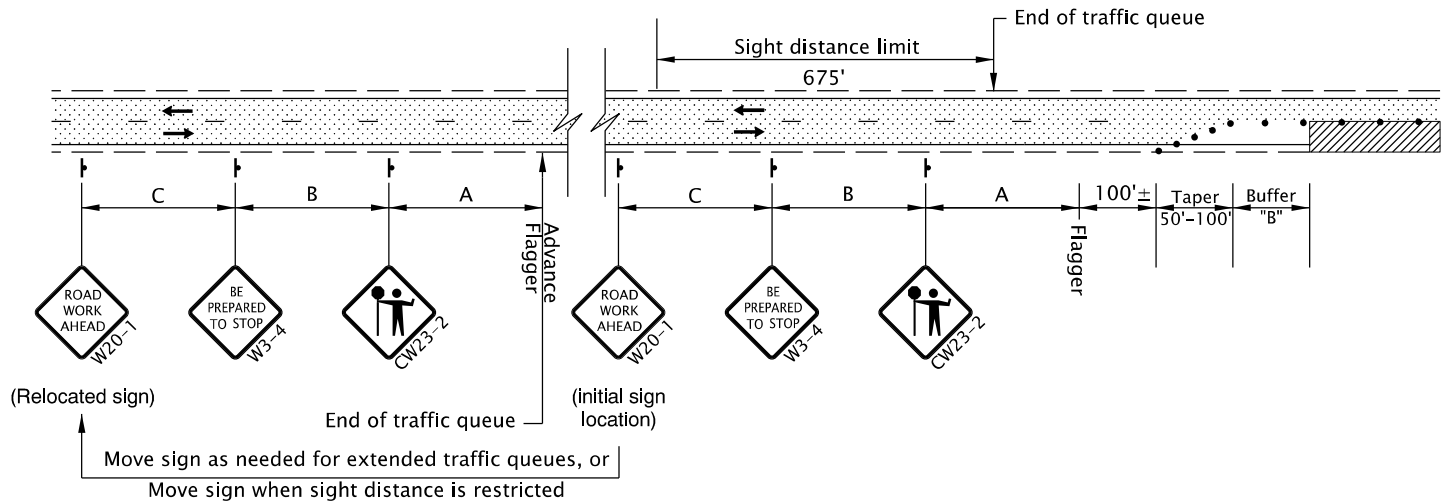 End of traffic queue
Sight distance limit
675'
C
B
A
C
B
A
100'±
Taper
50'-100'
Buffer
"B"
Advance
Flagger
Flagger
ROAD
WORK
AHEAD
W20-1
BE
PREPARED
TO STOP
W3-4
CW23-2
ROAD
WORK
AHEAD
W20-1
BE
PREPARED
TO STOP
W3-4
CW23-2
(Relocated sign)
(initial sign
location)
End of traffic queue
Move sign as needed for extended traffic queues, or
Move sign when sight distance is restricted